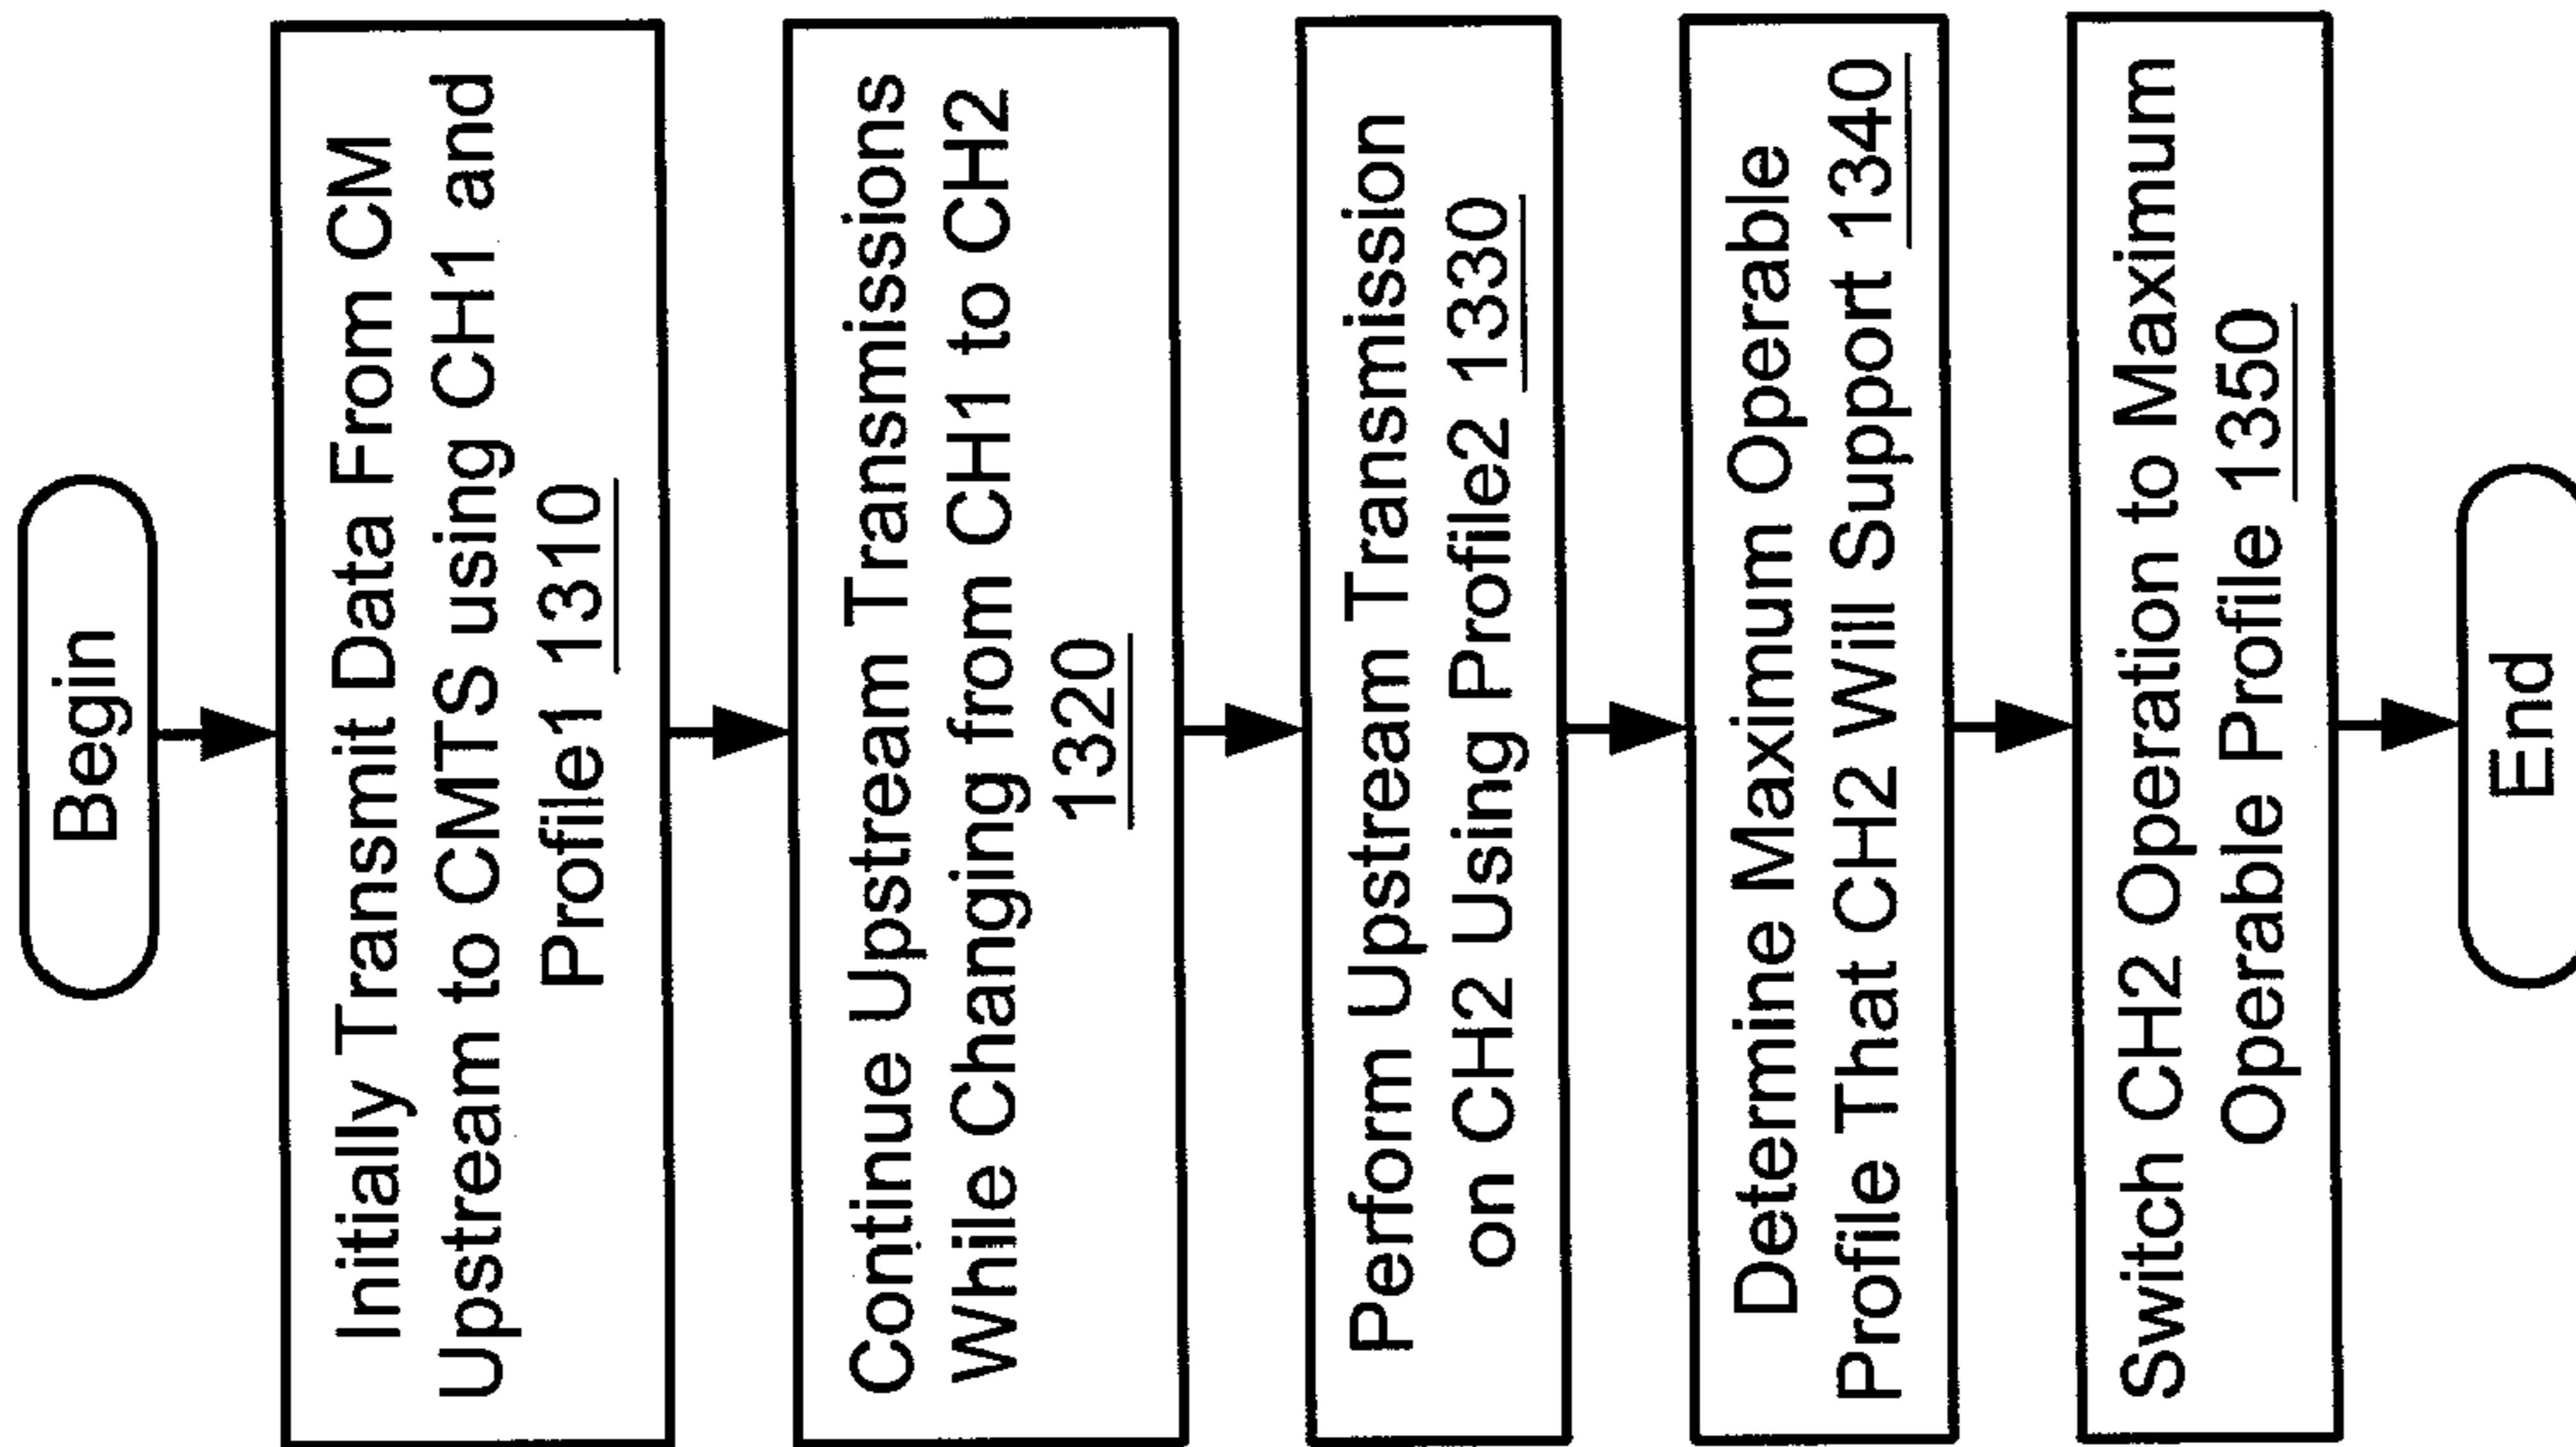 Begin
Initially Transmit Data From CM
Upstream to CMTS using CH1 and
Profile1 1310
Continue Upstream Transmissions
While Changing from CH1 to CH2
1320
Perform Upstream Transmission
on CH2 Using Profile2 1330
Determine Maximum Operable
Profile That CH2 Will Support 1340
Switch CH2 Operation to Maximum
Operable Profile 1350
End